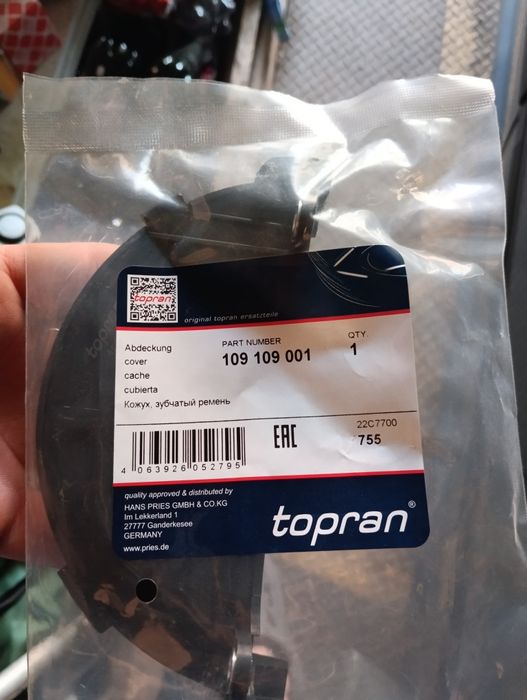 topran
original topran ersatzteile
Abdeckung
cover
cache
cubierta
Кожух, зубчатый ремень
PART NUMBER
109 109 001
QTY.
1
4 063926 052795
EAC
22C7700
755
quality approved & distributed by
HANS PRIES GMBH & CO.KG
Im Lekkerland 1
27777 Ganderkesee
GERMANY
www.pries.de
topran®
topran